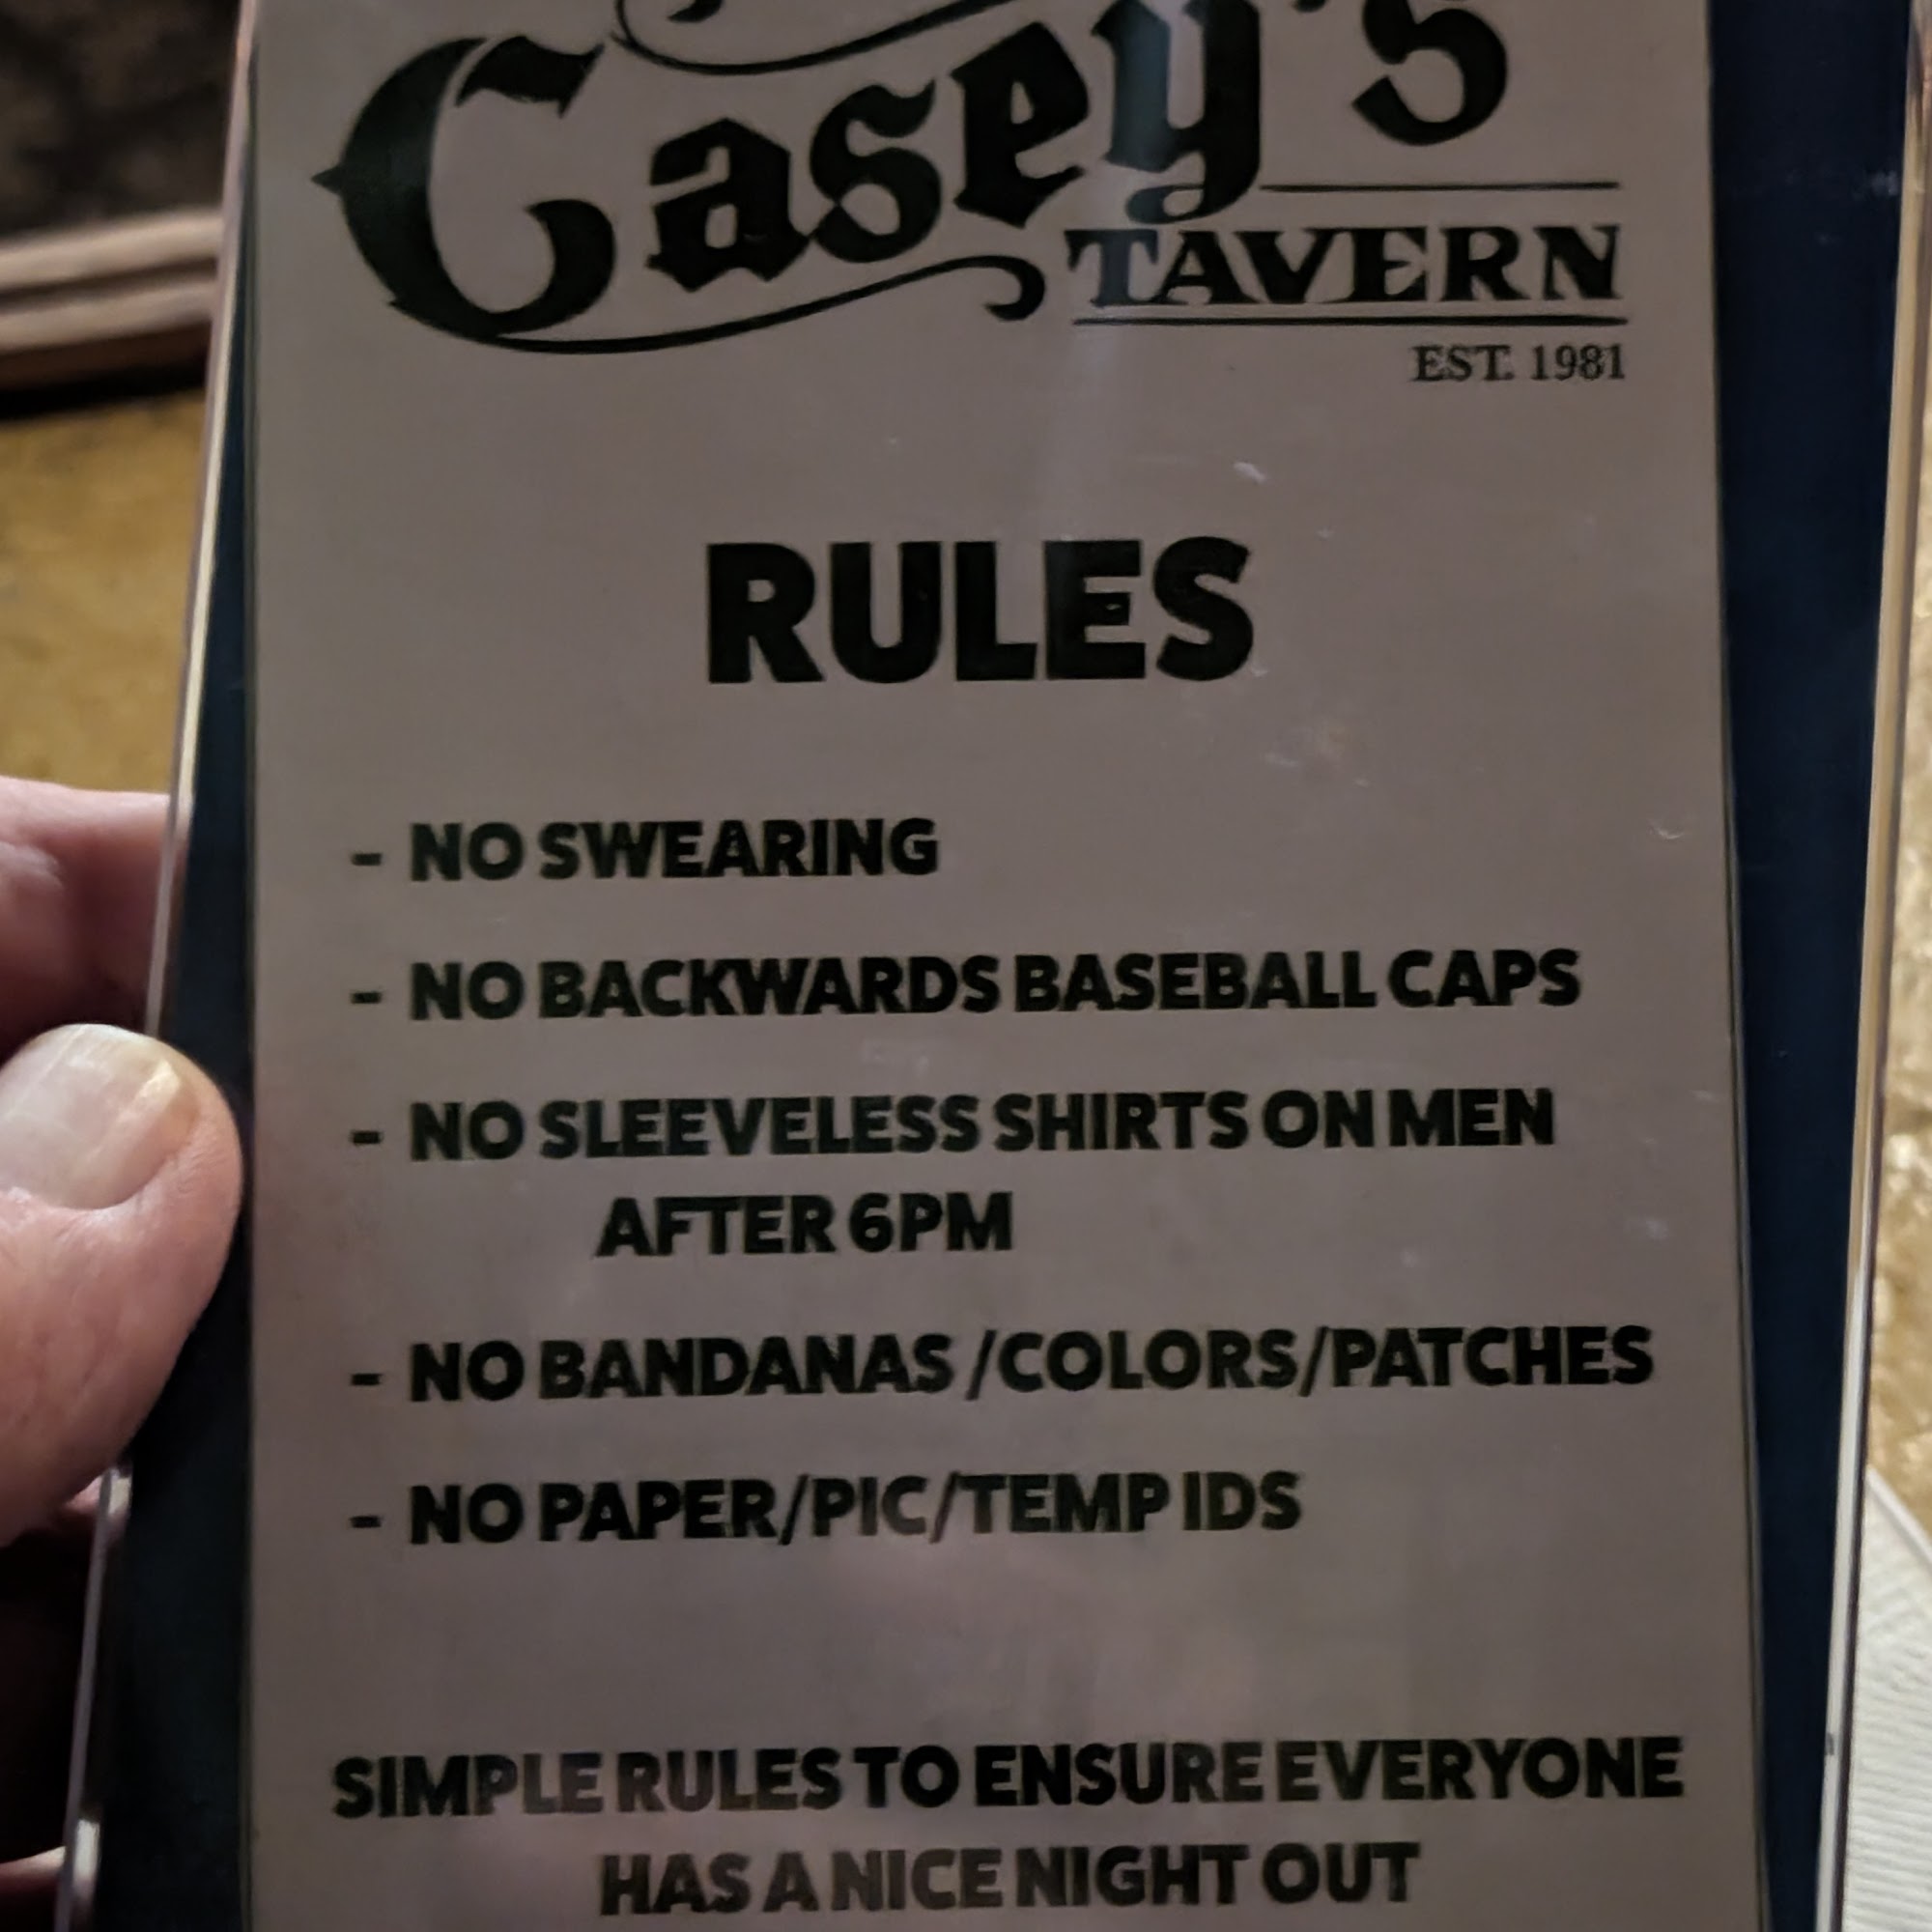 Casey's
TAVERN
EST. 1981
RULES
- NO SWEARING
- NO BACKWARDS BASEBALL CAPS
- NO SLEEVELESS SHIRTS ON MEN
AFTER 6PM
- NO BANDANAS /COLORS/PATCHES
- NO PAPER/PIC/TEMP IDS
SIMPLE RULES TO ENSURE EVERYONE
HAS A NICE NIGHT OUT